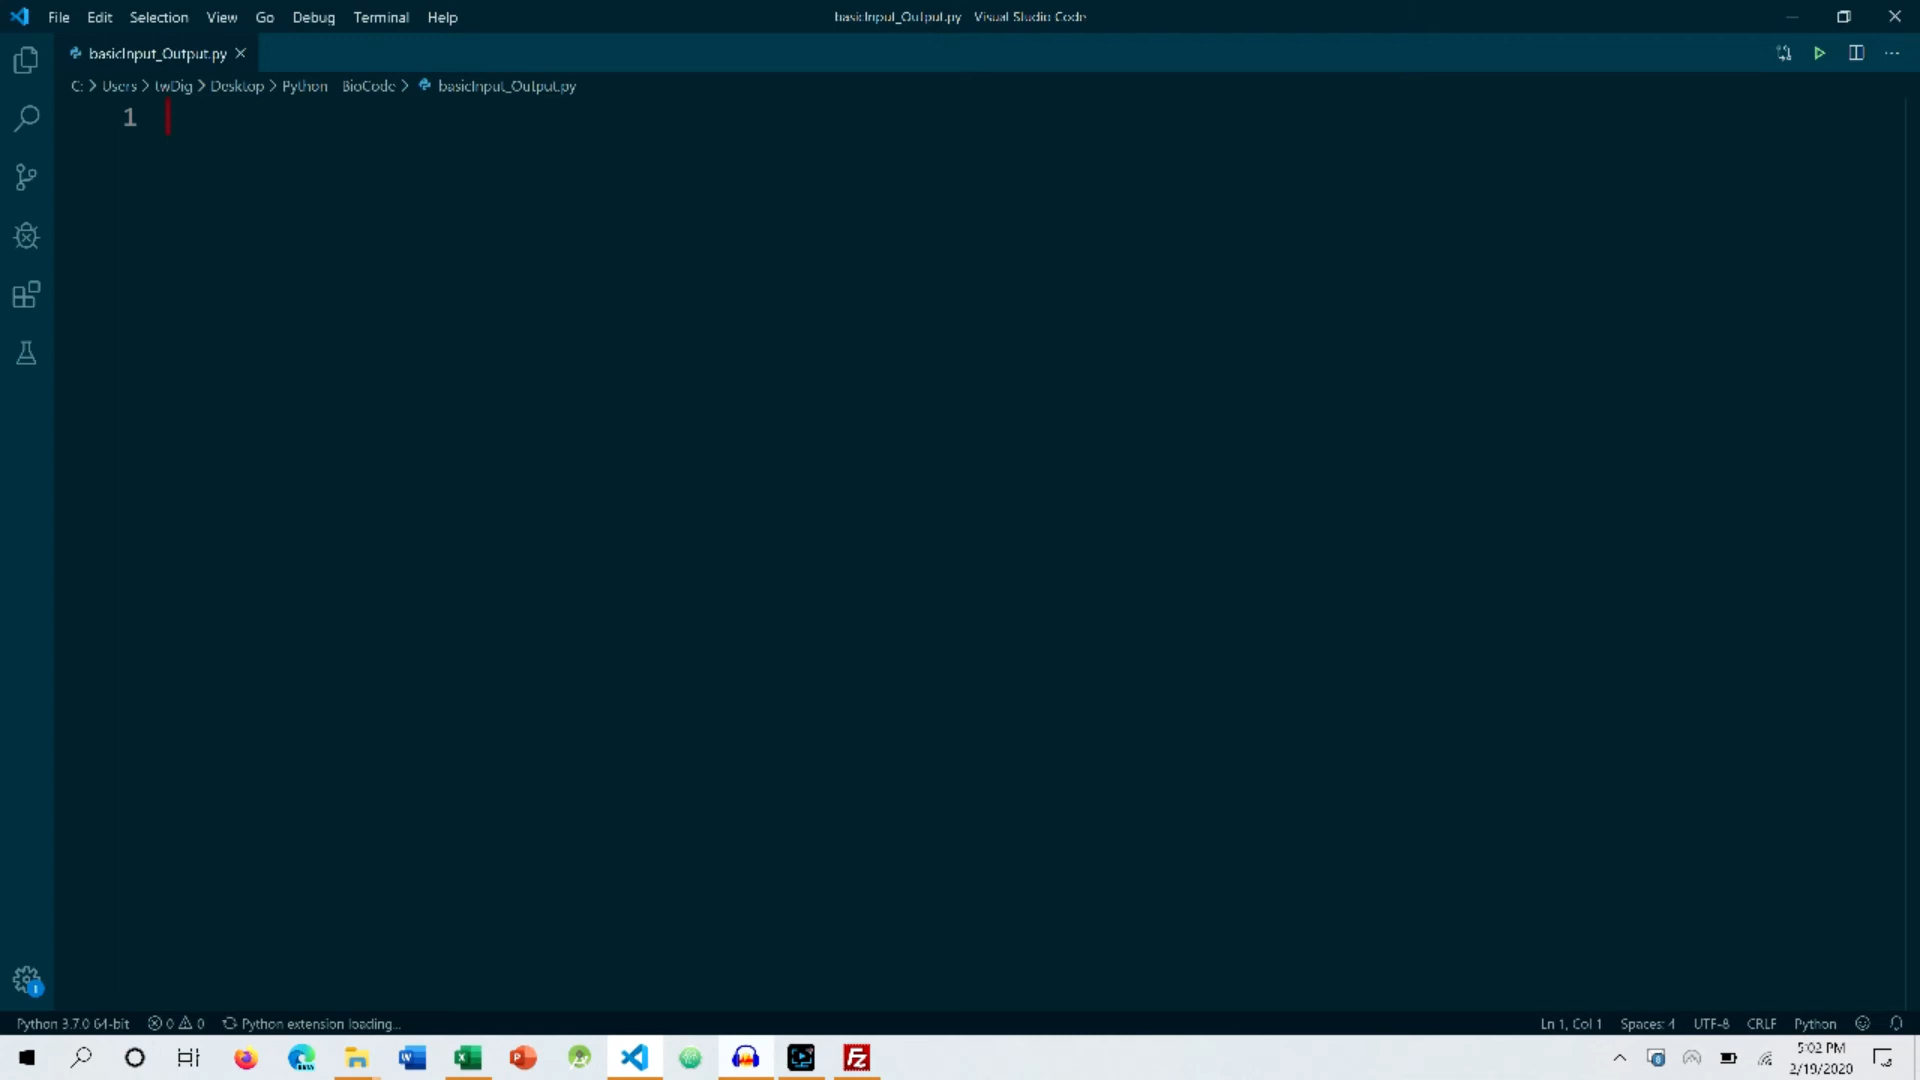 File Edit Selection View Go Debug Terminal Help
basicInput_Output.py Visual Studio Code
basicInput_Output.py
C: > Users > twDig > Desktop > Python BioCode > basicInput_Output.py
1
1
Python 3.7.0 64-bit 0 0 Python extension loading...
Ln 1, Col 1 Spaces: 4 UTF-8 CRLF Python
5:02 PM
2/19/2020